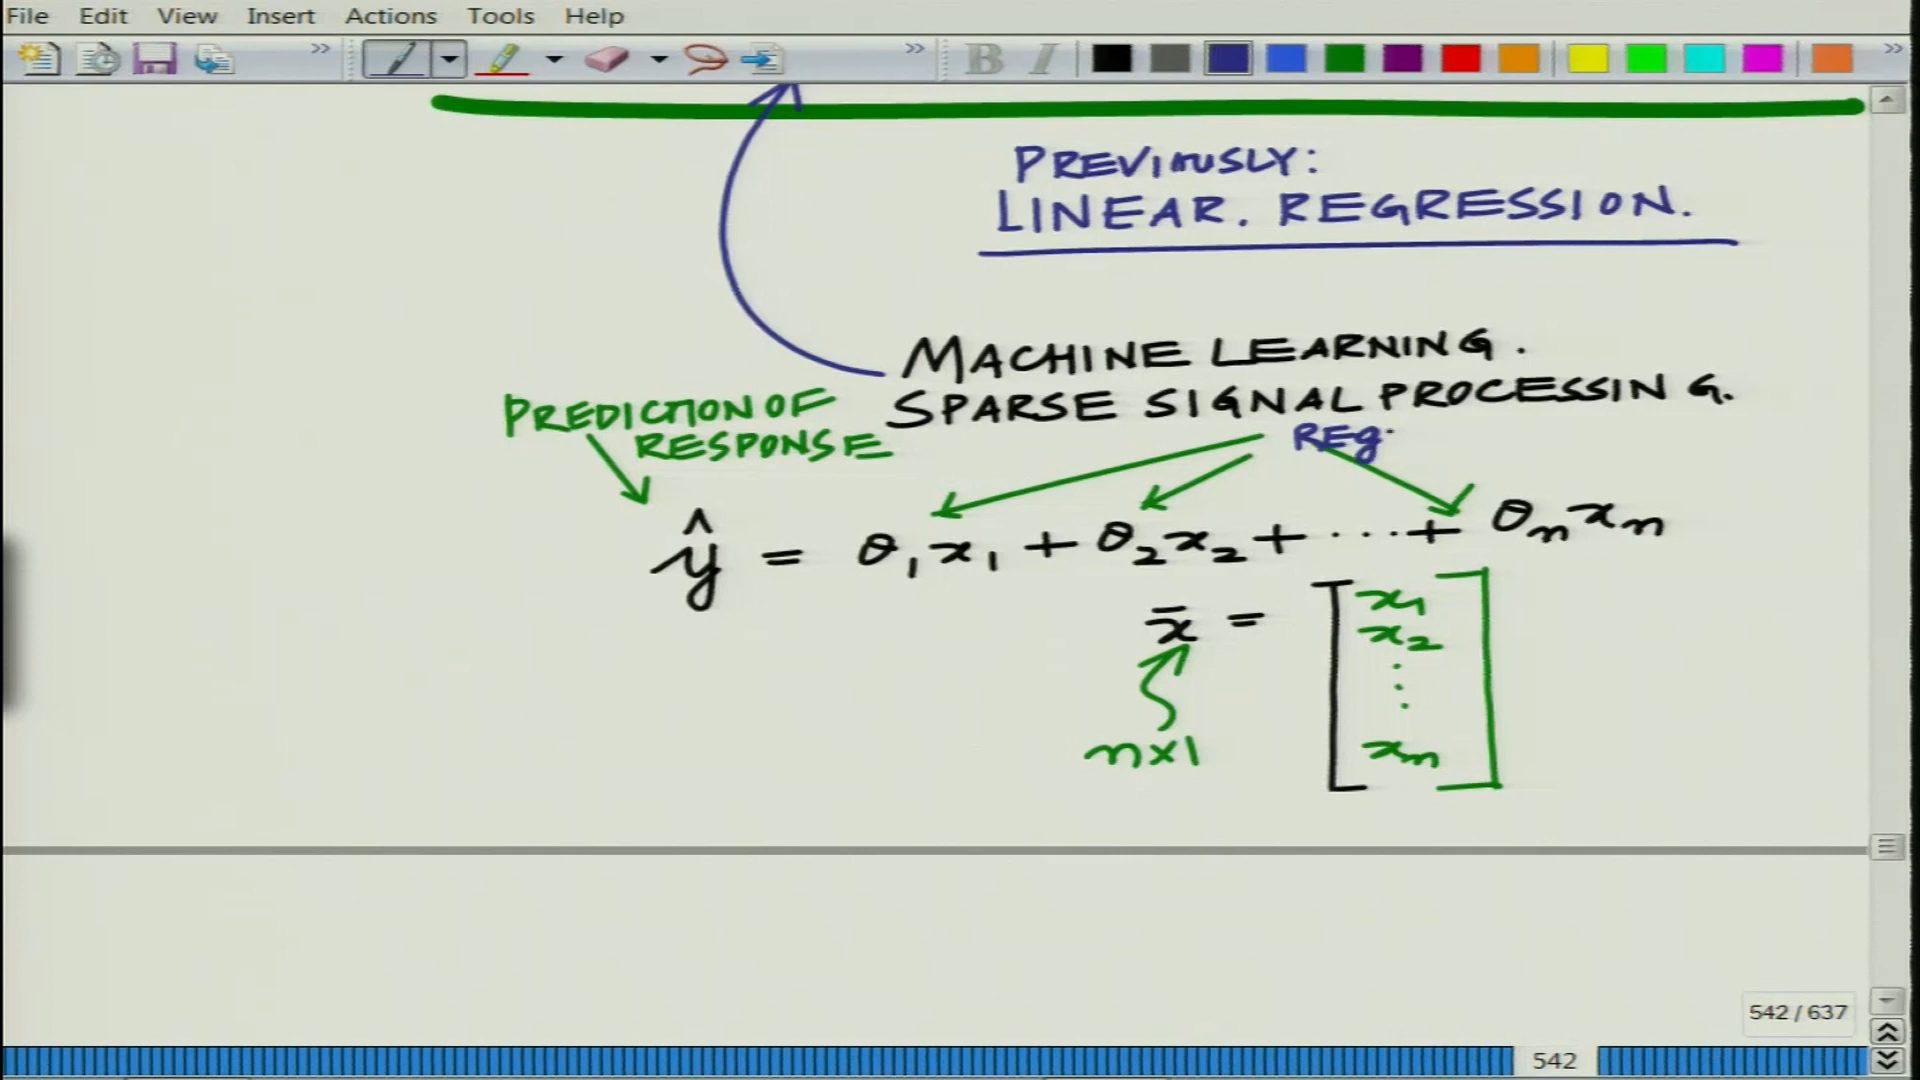 File Edit View Insert Actions Tools Help
B I
PREVIOUSLY:
LINEAR. REGRESSION.
MACHINE LEARNING.
SPARSE SIGNAL PROCESSING.
PREDICTION OF
RESPONSE
REG.
ŷ = θ₁x₁ + θ₂x₂ + ··· + θₙxₙ
x̄ = [x₁
x₂
⋮
xₙ]
n×1
542 / 637
542